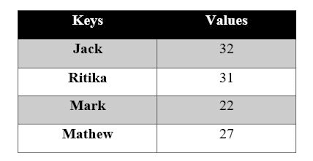 Keys Values
Jack 32
Ritika 31
Mark 22
Mathew 27